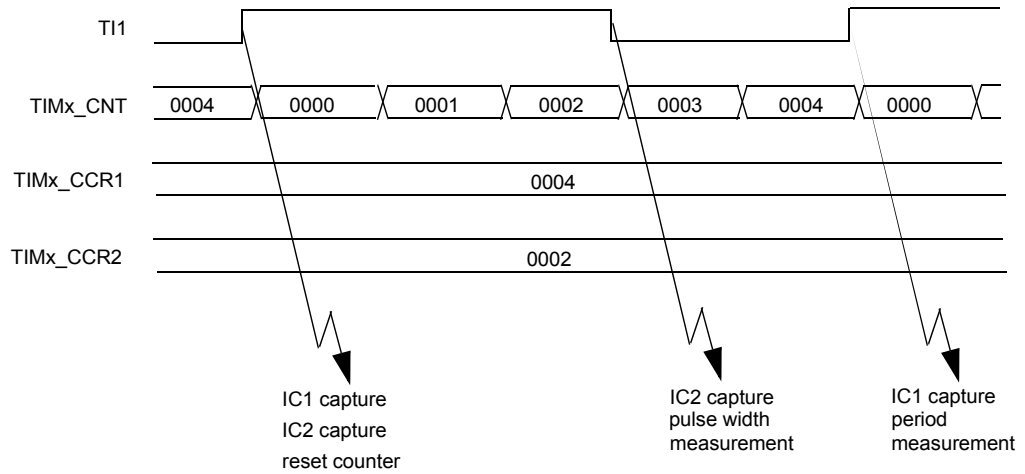 TI1
TIMx_CNT 0004 0000 0001 0002 0003 0004 0000
TIMx_CCR1 0004
TIMx_CCR2 0002
IC1 capture
IC2 capture
reset counter
IC2 capture
pulse width
measurement
IC1 capture
period
measurement